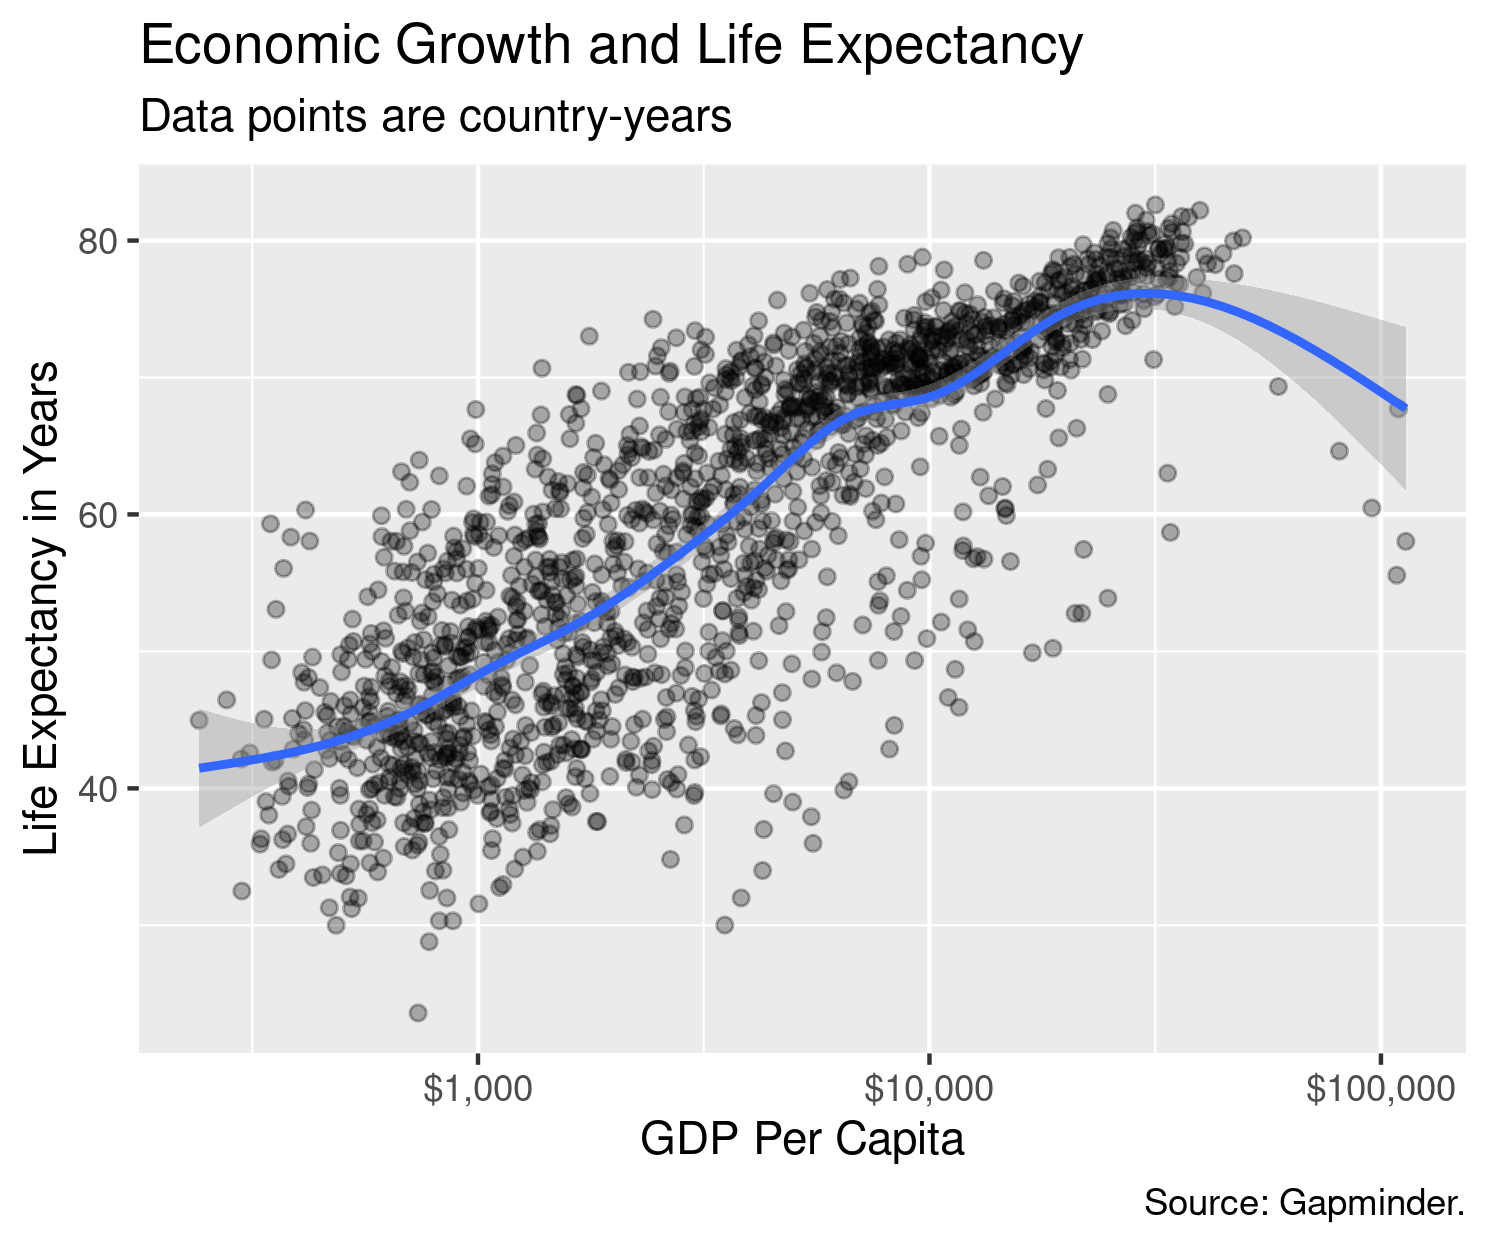 Economic Growth and Life Expectancy
Data points are country-years
Life Expectancy in Years
80
60
40
$1,000
$10,000
$100,000
GDP Per Capita
Source: Gapminder.